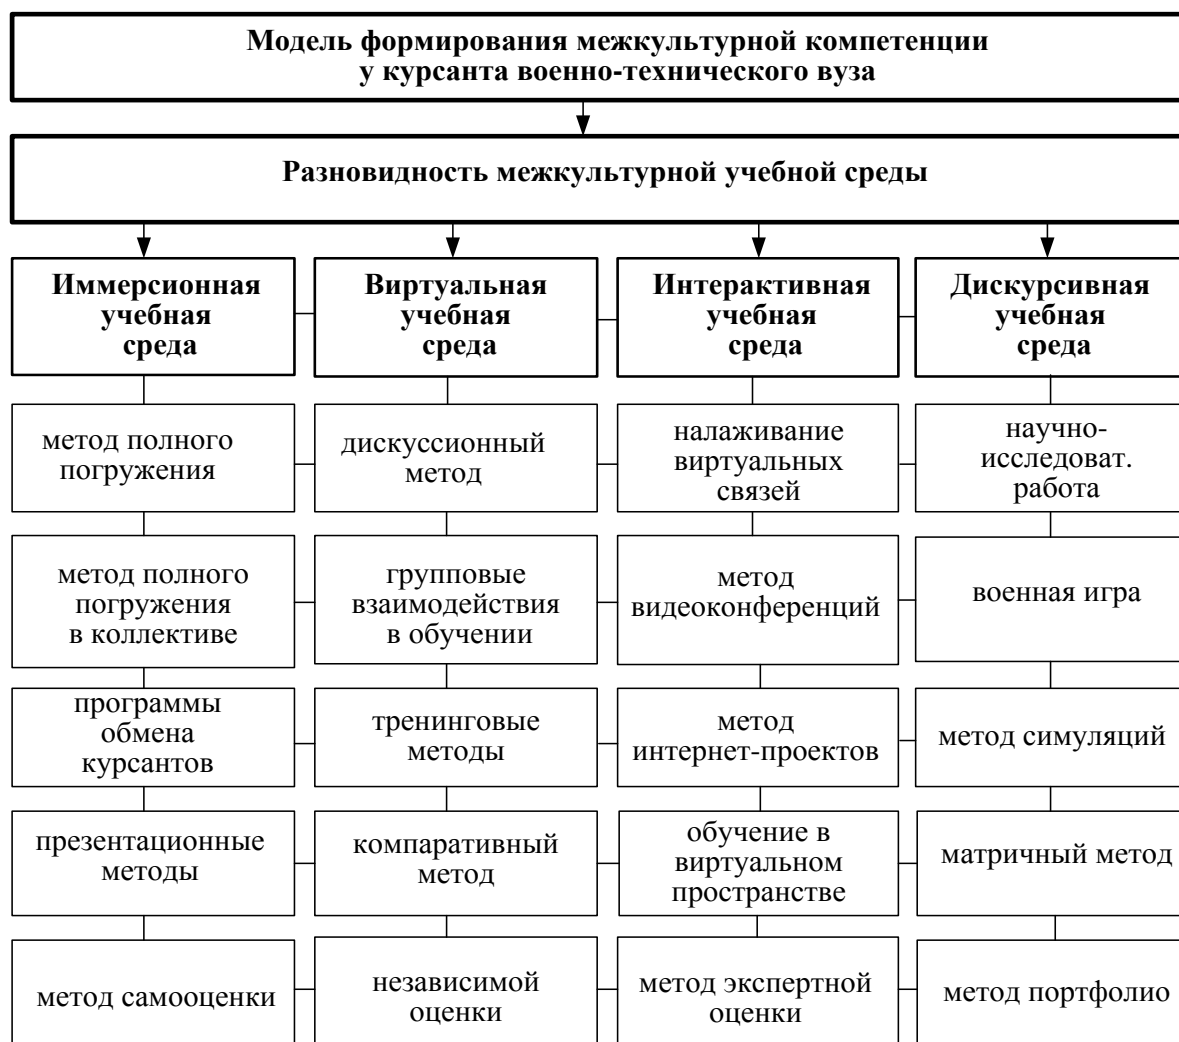 Модель формирования межкультурной компетенции
у курсанта военно-технического вуза
Разновидность межкультурной учебной среды
Иммерсионная
учебная
среда
Виртуальная
учебная
среда
Интерактивная
учебная
среда
Дискурсивная
учебная
среда
метод полного
погружения
дискуссионный
метод
налаживание
виртуальных
связей
научно-
исследоват.
работа
метод полного
погружения
в коллективе
групповые
взаимодействия
в обучении
метод
видеоконференций
военная игра
программы
обмена
курсантов
тренинговые
методы
метод
интернет-проектов
метод симуляций
презентационные
методы
компаративный
метод
обучение в
виртуальном
пространстве
матричный метод
метод самооценки
независимой
оценки
метод экспертной
оценки
метод портфолио